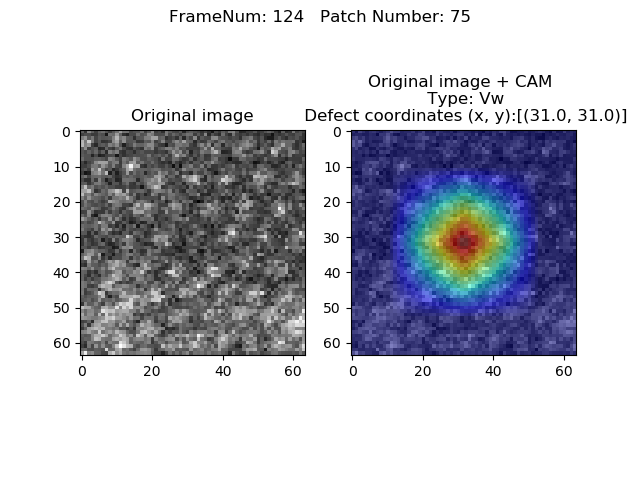 FrameNum: 124   Patch Number: 75
Original image
0
10
20
30
40
50
60
0 20 40 60
Original image + CAM
Type: Vw
Defect coordinates (x, y):[(31.0, 31.0)]
0
10
20
30
40
50
60
0 20 40 60